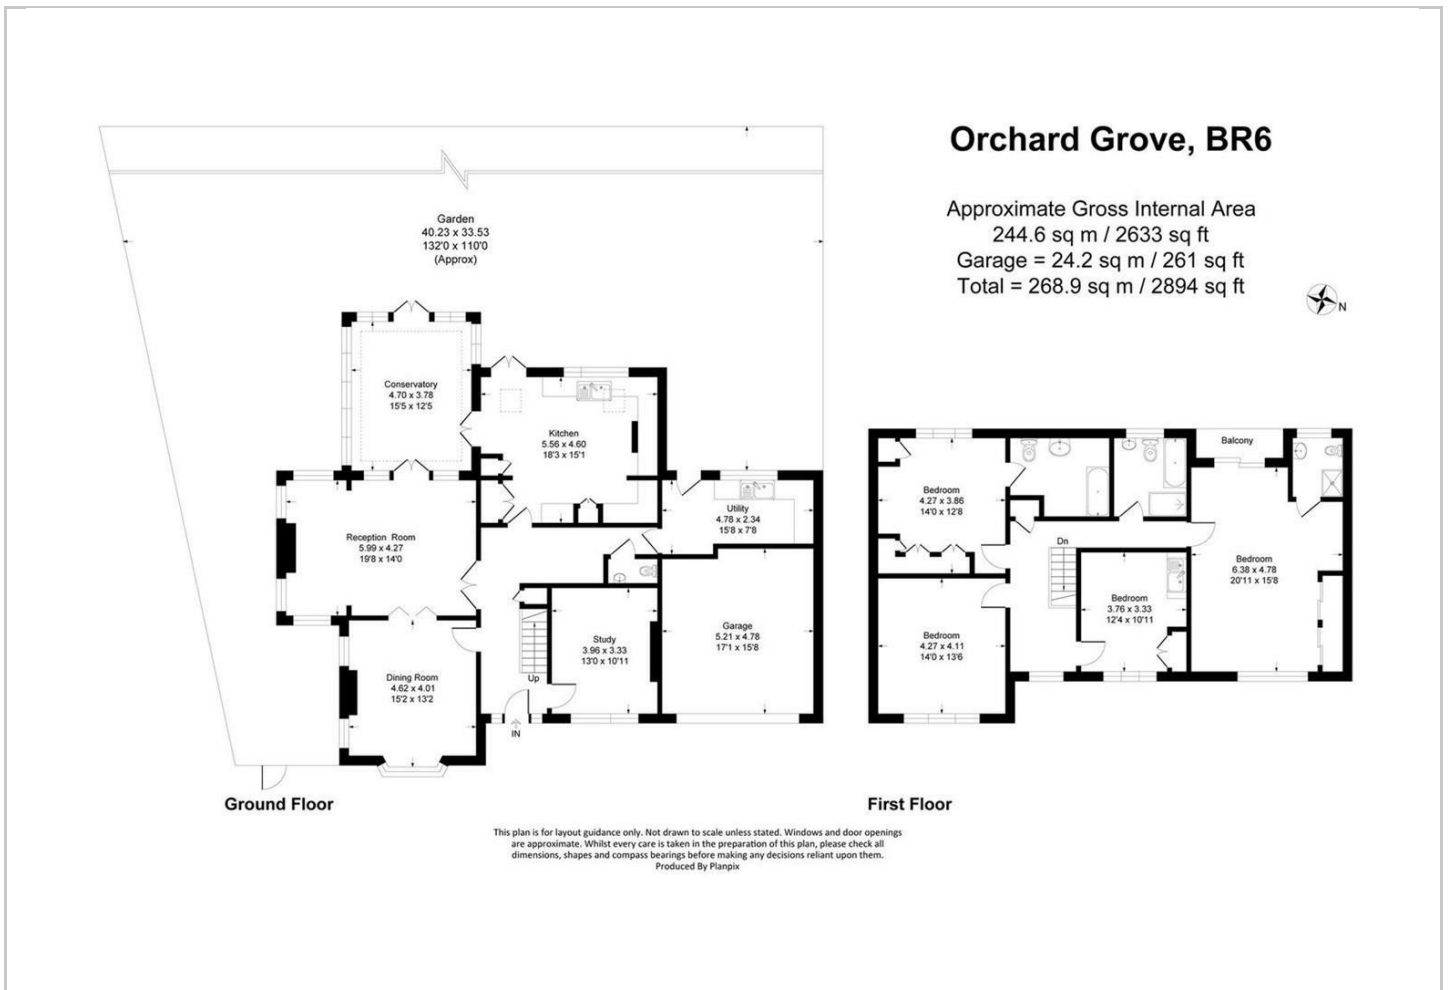 Orchard Grove, BR6
Approximate Gross Internal Area
244.6 sq m / 2633 sq ft
Garage = 24.2 sq m / 261 sq ft
Total = 268.9 sq m / 2894 sq ft
N
Garden
40.23 x 33.53
132'0 x 110'0
(Approx)
Conservatory
4.70 x 3.78
15'5 x 12'5
Kitchen
5.56 x 4.60
18'3 x 15'1
Utility
4.78 x 2.34
15'8 x 7'8
Reception Room
5.99 x 4.27
19'8 x 14'0
Garage
5.21 x 4.78
17'1 x 15'8
Study
3.96 x 3.33
13'0 x 10'11
Dining Room
4.62 x 4.01
15'2 x 13'2
Up
IN
Ground Floor
Balcony
Bedroom
4.27 x 3.86
14'0 x 12'8
Dn
Bedroom
6.38 x 4.78
20'11 x 15'8
Bedroom
3.76 x 3.33
12'4 x 10'11
Bedroom
4.27 x 4.11
14'0 x 13'6
First Floor
This plan is for layout guidance only. Not drawn to scale unless stated. Windows and door openings
are approximate. Whilst every care is taken in the preparation of this plan, please check all
dimensions, shapes and compass bearings before making any decisions reliant upon them.
Produced By Planpix